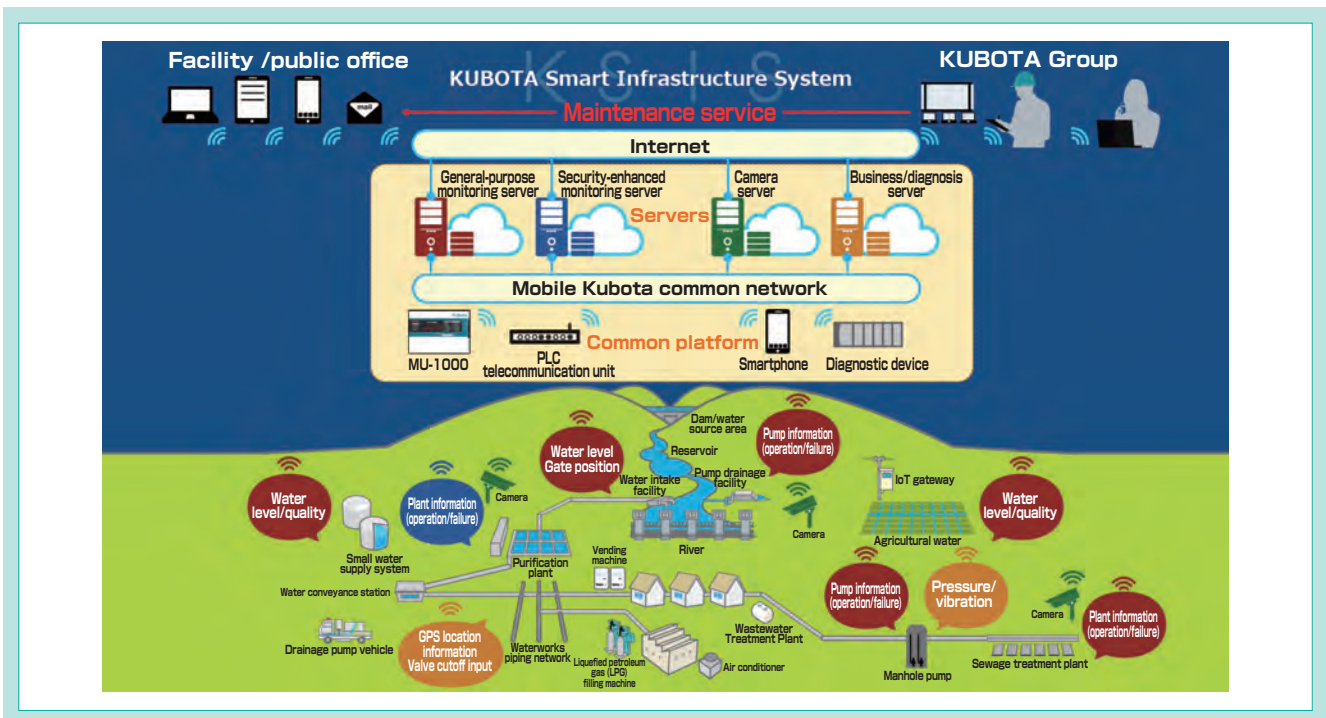 Facility /public office
KSIS
KUBOTA Smart Infrastructure System
KUBOTA Group
mail
Maintenance service
Internet
General-purpose
monitoring server
Security-enhanced
monitoring server
Camera
server
Business/diagnosis
server
Servers
Mobile Kubota common network
Common platform
MU-1000
PLC
telecommunication unit
Smartphone
Diagnostic device
Dam/water
source area
Reservoir
Water level
Gate position
Pump information
(operation/failure)
Water intake
facility
Pump drainage
facility
Water
level/quality
Plant information
(operation/failure)
Camera
Camera
IoT gateway
Water
level/quality
Small water
supply system
Purification
plant
River
Agricultural water
Vending
machine
Water conveyance station
Pump information
(operation/failure)
Pressure/
vibration
Camera
Plant information
(operation/failure)
Wastewater
Treatment Plant
Drainage pump vehicle
GPS location
information
Valve cutoff input
Waterworks
piping network
Liquefied petroleum
gas (LPG)
filling machine
Air conditioner
Manhole pump
Sewage treatment plant